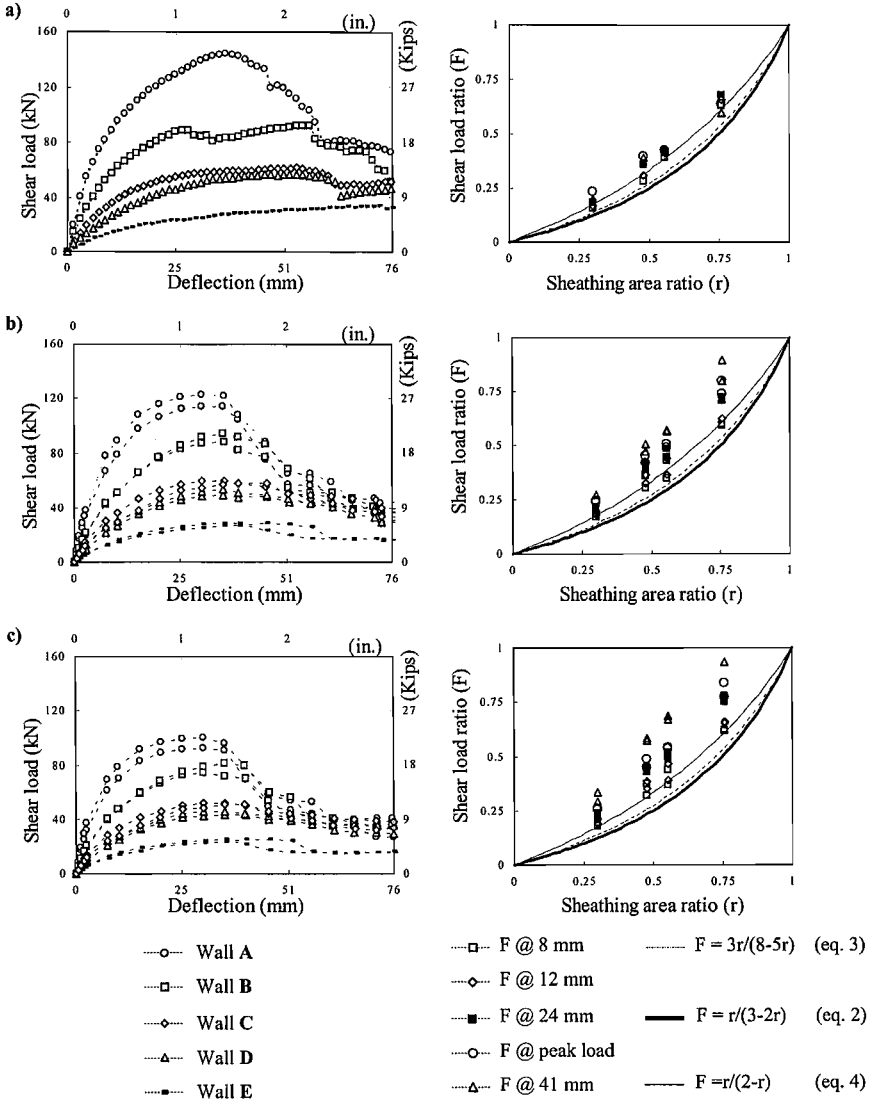 a)
0 1 2 (in.)
160
120
80
40
0
Shear load (kN)
27
18
9
0
(Kips)
0 25 51 76
Deflection (mm)
1
0.75
0.5
0.25
0
Shear load ratio (F)
0 0.25 0.5 0.75 1
Sheathing area ratio (r)
b)
0 1 2 (in.)
160
120
80
40
0
Shear load (kN)
27
18
9
0
(Kips)
0 25 51 76
Deflection (mm)
1
0.75
0.5
0.25
0
Shear load ratio (F)
0 0.25 0.5 0.75 1
Sheathing area ratio (r)
c)
0 1 2 (in.)
160
120
80
40
0
Shear load (kN)
27
18
9
0
(Kips)
0 25 51 76
Deflection (mm)
1
0.75
0.5
0.25
0
Shear load ratio (F)
0 0.25 0.5 0.75 1
Sheathing area ratio (r)
Wall A
Wall B
Wall C
Wall D
Wall E
F @ 8 mm
F @ 12 mm
F @ 24 mm
F @ peak load
F @ 41 mm
F = 3r/(8-5r) (eq. 3)
F = r/(3-2r) (eq. 2)
F =r/(2-r) (eq. 4)